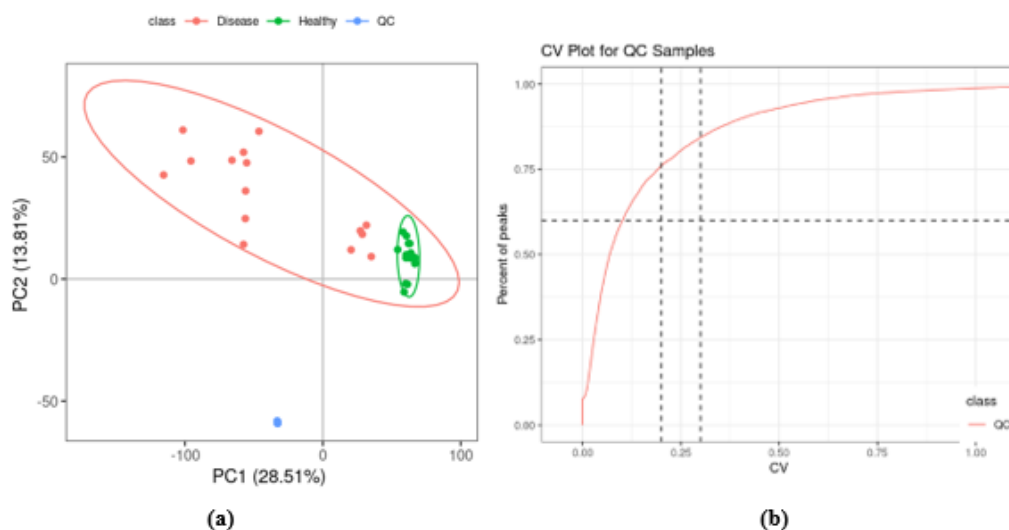 class Disease Healthy QC
50
0
-50
PC2 (13.81%)
-100 0 100
PC1 (28.51%)
(a)
CV Plot for QC Samples
1.00
0.75
0.50
0.25
0.00
Percent of peaks
0.00 0.25 0.50 0.75 1.00
CV
class
QC
(b)